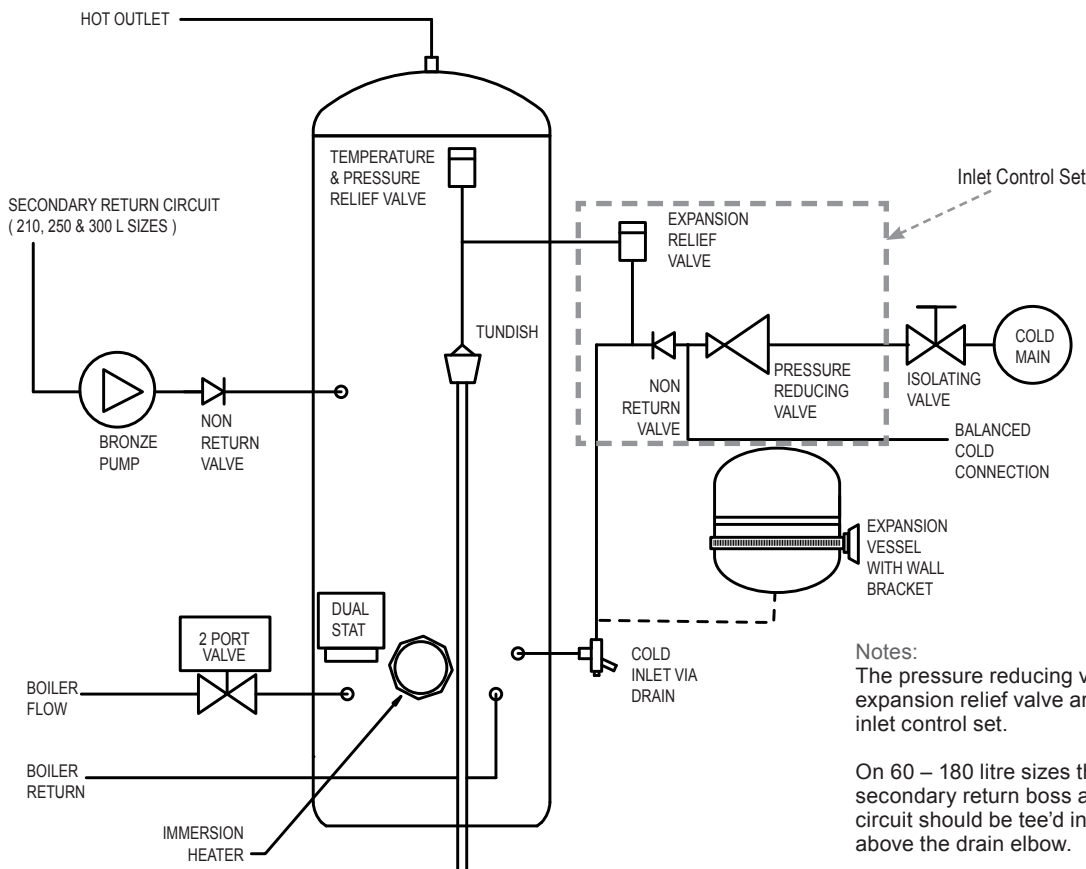 HOT OUTLET
TEMPERATURE
& PRESSURE
RELIEF VALVE
Inlet Control Set
SECONDARY RETURN CIRCUIT
( 210, 250 & 300 L SIZES )
EXPANSION
RELIEF
VALVE
TUNDISH
COLD
MAIN
ISOLATING
VALVE
PRESSURE
REDUCING
VALVE
NON
RETURN
VALVE
BRONZE
PUMP
NON
RETURN
VALVE
BALANCED
COLD
CONNECTION
EXPANSION
VESSEL
WITH WALL
BRACKET
DUAL
STAT
2 PORT
VALVE
COLD
INLET VIA
DRAIN
BOILER
FLOW
BOILER
RETURN
IMMERSION
HEATER
Notes:
The pressure reducing
expansion relief valve
inlet control set.
On 60 – 180 litre sizes
secondary return boss
circuit should be tee'd
above the drain elbow.